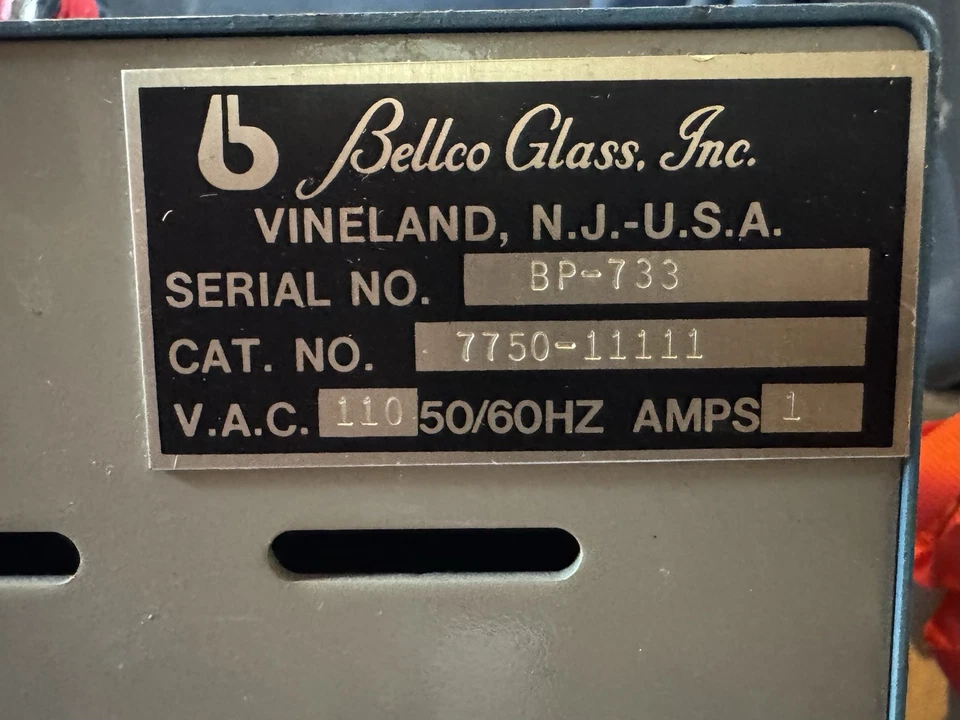 b Bellco Glass, Inc.
VINELAND, N.J.-U.S.A.
SERIAL NO. BP-733
CAT. NO. 7750-11111
V.A.C. 110 50/60HZ AMPS 1